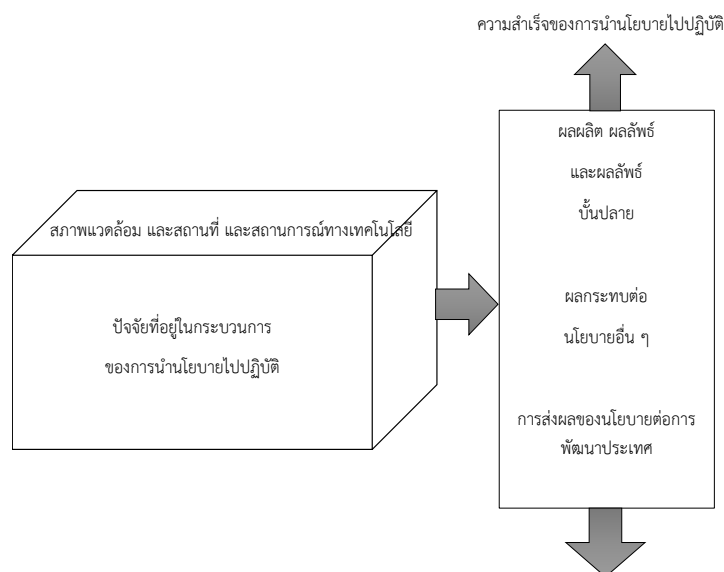 ความสำเร็จของการนำนโยบายไปปฏิบัติ
ผลผลิต ผลลัพธ์
และผลลัพธ์
บั้นปลาย
สภาพแวดล้อม และสถานที่ และสถานการณ์ทางเทคโนโลยี
ปัจจัยที่อยู่ในกระบวนการ
ของการนำนโยบายไปปฏิบัติ
ผลกระทบต่อ
นโยบายอื่น ๆ
การส่งผลของนโยบายต่อการ
พัฒนาประเทศ